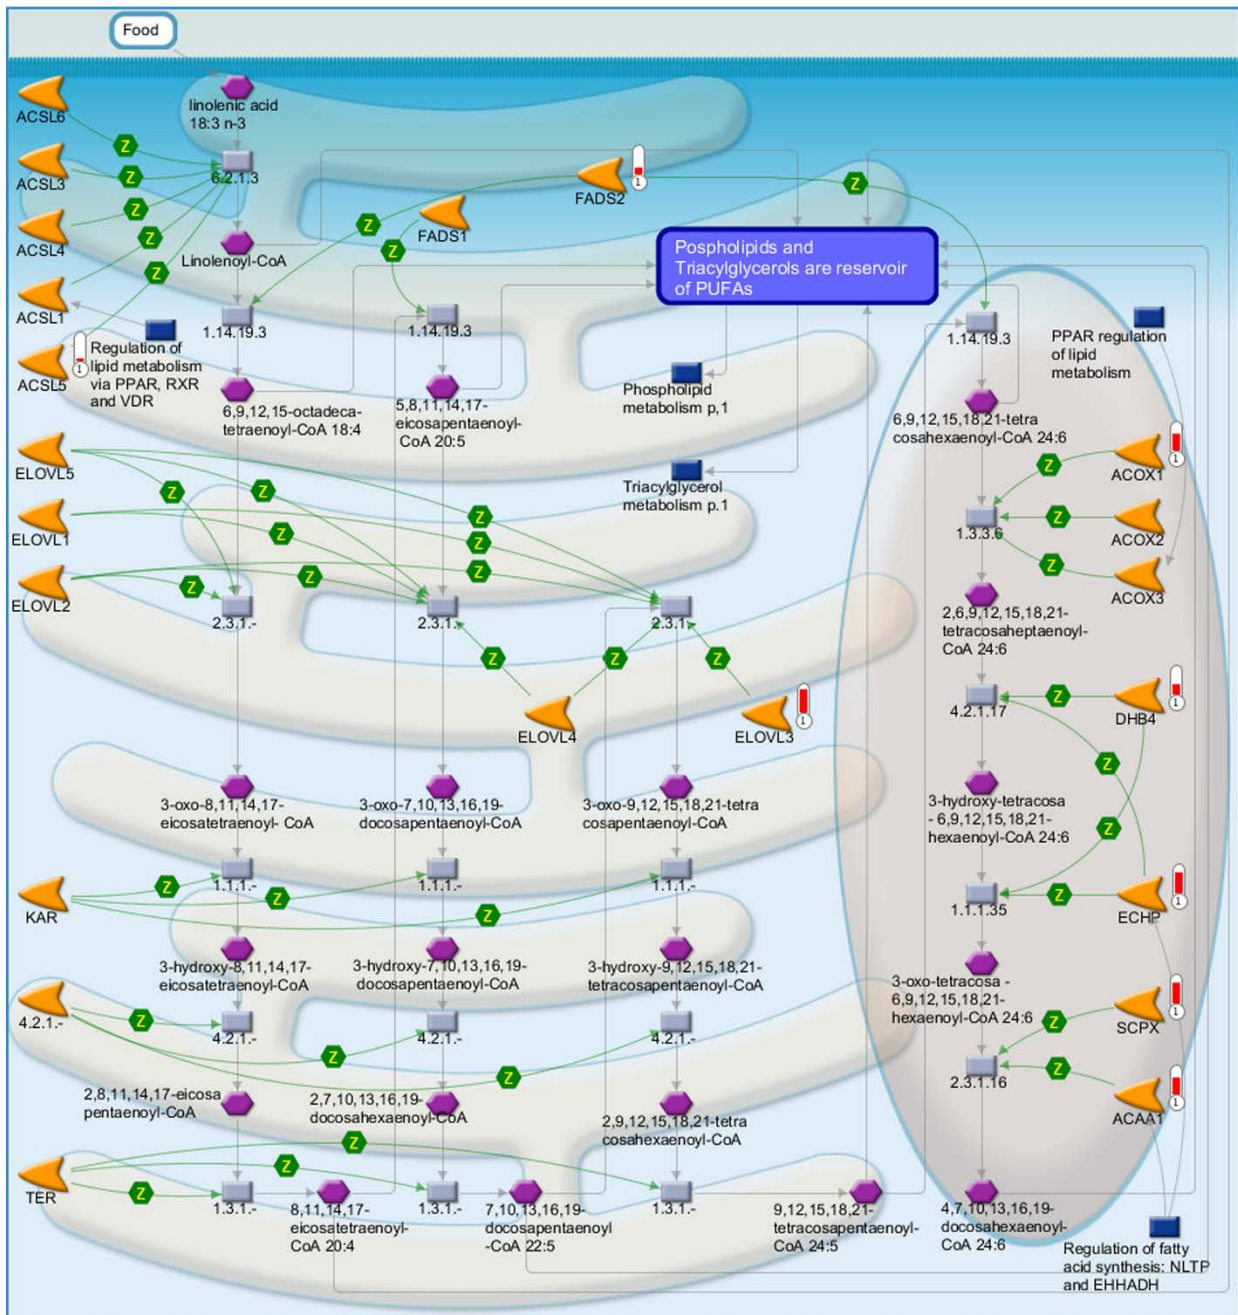 Food
ACSL6
linolenic acid
18:3 n-3
Z
ACSL3
Z
6.2.1.3
FADS2
1
Z
ACSL4
Z
FADS1
Z
Linolenoyl-CoA
Z
Z
Z
Z
Pospholipids and
Triacylglycerols are reservoir
of PUFAs
ACSL1
1.14.19.3
1.14.19.3
1.14.19.3
PPAR regulation
of lipid
metabolism
ACSL5
1
Regulation of
lipid metabolism
via PPAR, RXR
and VDR
6,9,12,15-octadeca-
tetraenoyl-CoA 18:4
5,8,11,14,17-
eicosapentaenoyl-
CoA 20:5
Phospholipid
metabolism p,1
6,9,12,15,18,21-tetra
cosahexaenoyl-CoA 24:6
ELOVL5
Z
Z
Z
Triacylglycerol
metabolism p.1
Z
ACOX1
1
ELOVL1
Z
Z
1.3.3.6
Z
ACOX2
ELOVL2
Z
Z
Z
Z
ACOX3
2.3.1.-
2.3.1.-
2.3.1.
2,6,9,12,15,18,21-
tetracosaheptaenoyl-
CoA 24:6
Z
Z
Z
ELOVL4
ELOVL3
1
4.2.1.17
Z
DHB4
1
3-oxo-8,11,14,17-
eicosatetraenoyl- CoA
3-oxo-7,10,13,16,19-
docosapentaenoyl-CoA
3-oxo-9,12,15,18,21-tetra
cosapentaenoyl-CoA
Z
3-hydroxy-tetracosa
- 6,9,12,15,18,21-
hexaenoyl-CoA 24:6
Z
KAR
Z
Z
Z
1.1.1.-
1.1.1.-
1.1.1.-
1.1.1.35
Z
ECHP
1
3-hydroxy-8,11,14,17-
eicosatetraenoyl-CoA
3-hydroxy-7,10,13,16,19-
docosapentaenoyl-CoA
3-hydroxy-9,12,15,18,21-
tetracosapentaenoyl-CoA
3-oxo-tetracosa -
6,9,12,15,18,21-
hexaenoyl-CoA 24:6
4.2.1.-
Z
Z
Z
4.2.1.-
4.2.1.-
4.2.1.-
Z
SCPX
1
2.3.1.16
Z
ACAA1
1
2,8,11,14,17-eicosa
pentaenoyl-CoA
2,7,10,13,16,19-
docosahexaenoyl-CoA
2,9,12,15,18,21-tetra
cosahexaenoyl-CoA
TER
Z
Z
Z
1.3.1.-
8,11,14,17-
eicosatetraenoyl-
CoA 20:4
1.3.1.-
7,10,13,16,19-
docosapentaenoyl
-CoA 22:5
1.3.1.-
9,12,15,18,21-
tetracosapentaenoyl-
CoA 24:5
4,7,10,13,16,19-
docosahexaenoyl-
CoA 24:6
Regulation of fatty
acid synthesis: NLTP
and EHHADH